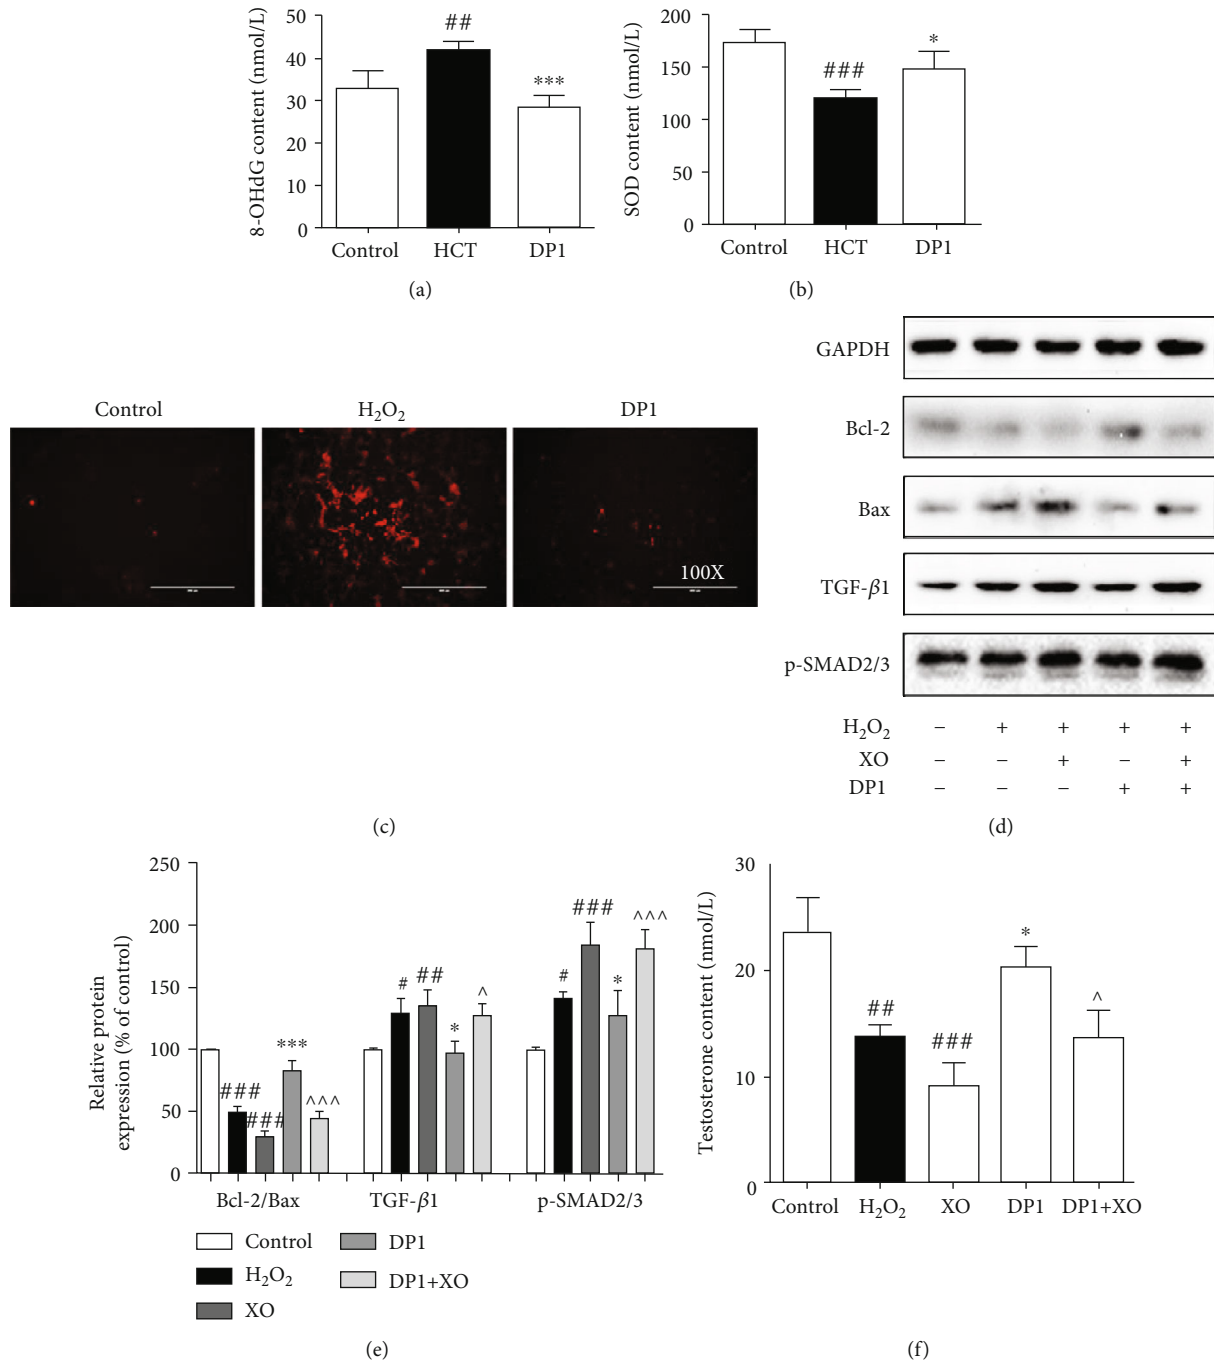 50
40
30
20
10
0
8-OHdG content (nmol/L)
##
***
Control HCT DP1
(a)
200
150
100
50
0
SOD content (nmol/L)
###
*
Control HCT DP1
(b)
Control H₂O₂ DP1
100X
(c)
GAPDH
Bcl-2
Bax
TGF-β1
p-SMAD2/3
H₂O₂ – + + + +
XO – – + – +
DP1 – – – + +
(d)
250
200
150
100
50
0
Relative protein
expression (% of control)
###
###
***
^^^
#
##
*
^
#
###
*
^^^
Bcl-2/Bax TGF-β1 p-SMAD2/3
Control
H₂O₂
XO
DP1
DP1+XO
(e)
30
20
10
0
Testosterone content (nmol/L)
##
###
*
^
Control H₂O₂ XO DP1 DP1+XO
(f)